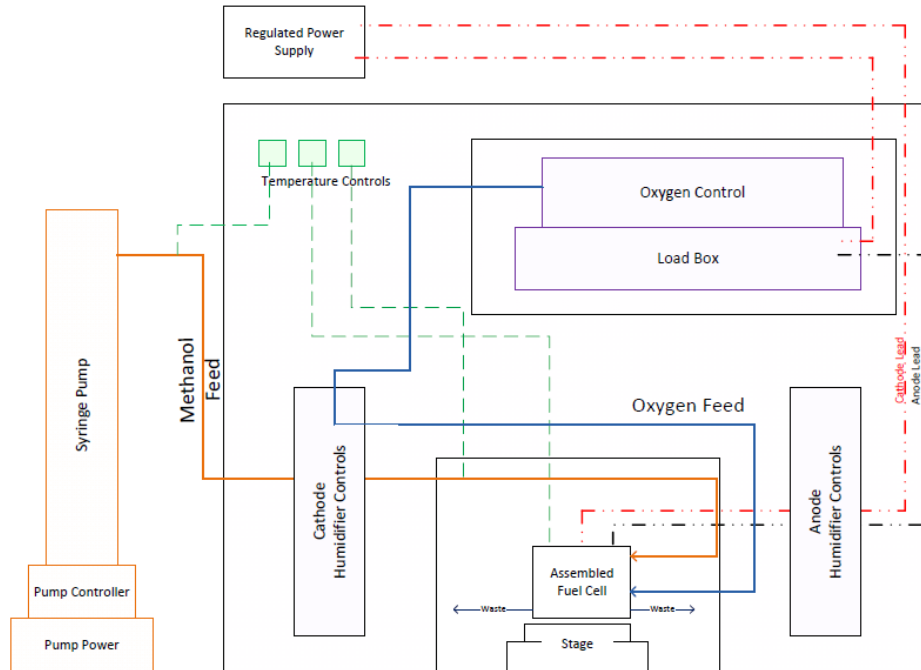 Regulated Power
Supply
Temperature Controls
Oxygen Control
Load Box
Syringe Pump
Methanol
Feed
Cathode Lead
Anode Lead
Oxygen Feed
Cathode
Humidifier Controls
Anode
Humidifier Controls
Assembled
Fuel Cell
Waste
Waste
Stage
Pump Controller
Pump Power